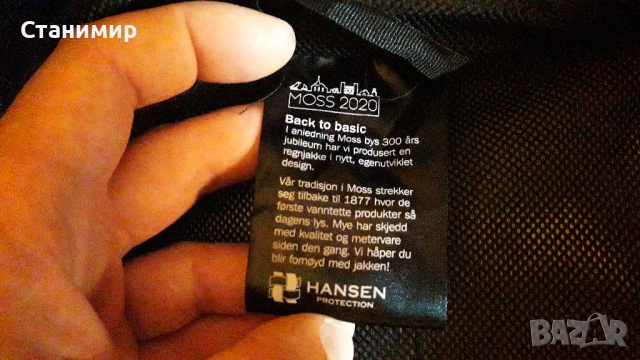 Станимир
MOSS 2020
Back to basic
I anledning Moss bys 300 års
jubileum har vi produsert en
regnjakke i nytt, egenutviklet
design.
Vår tradisjon i Moss strekker
seg tilbake til 1877 hvor de
første vanntette produkter så
dagens lys. Mye har skjedd
med kvalitet og metervare
siden den gang. Vi håper du
blir fornøyd med jakken!
HANSEN
PROTECTION
BAZAR